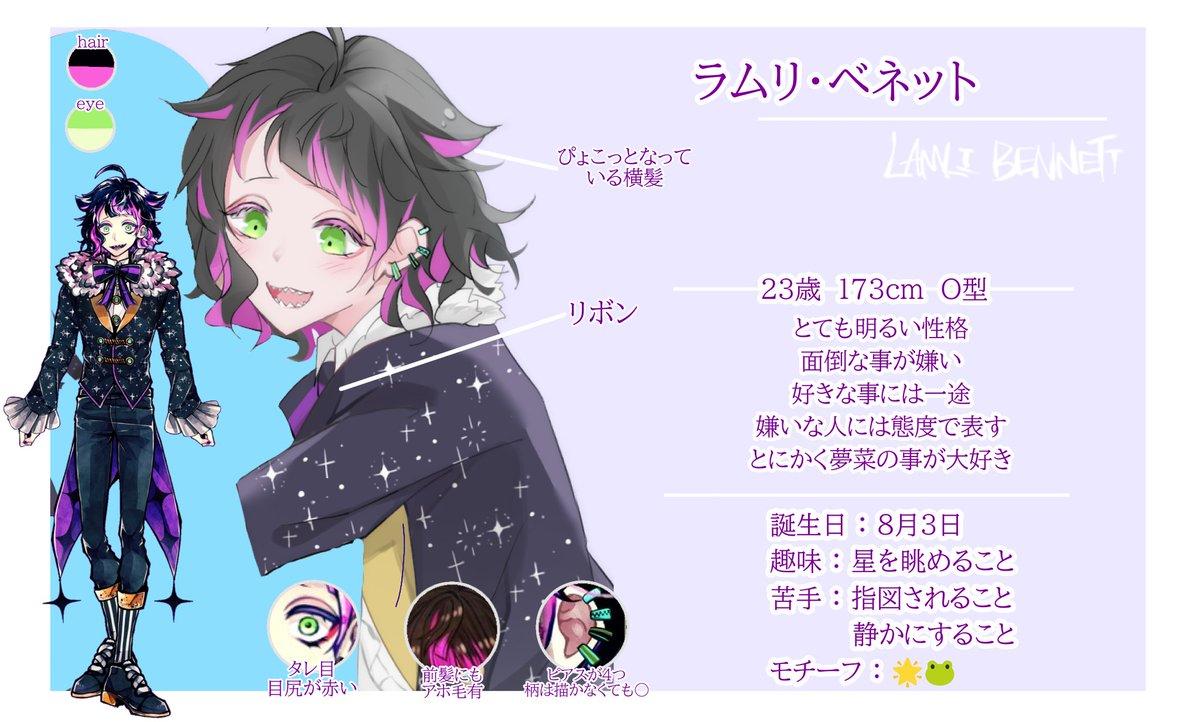 hair
eye
ラムリ・ベネット
LAMLI BENNETT
ぴょこっとなって
いる横髪
リボン
23歳 173cm O型
とても明るい性格
面倒な事が嫌い
好きな事には一途
嫌いな人には態度で表す
とにかく夢菜の事が大好き
誕生日：8月3日
趣味：星を眺めること
苦手：指図されること
静かにすること
モチーフ：🌟🐸
タレ目
目尻が赤い
前髪にも
アホ毛有
ピアスが4つ
柄は描かなくても○